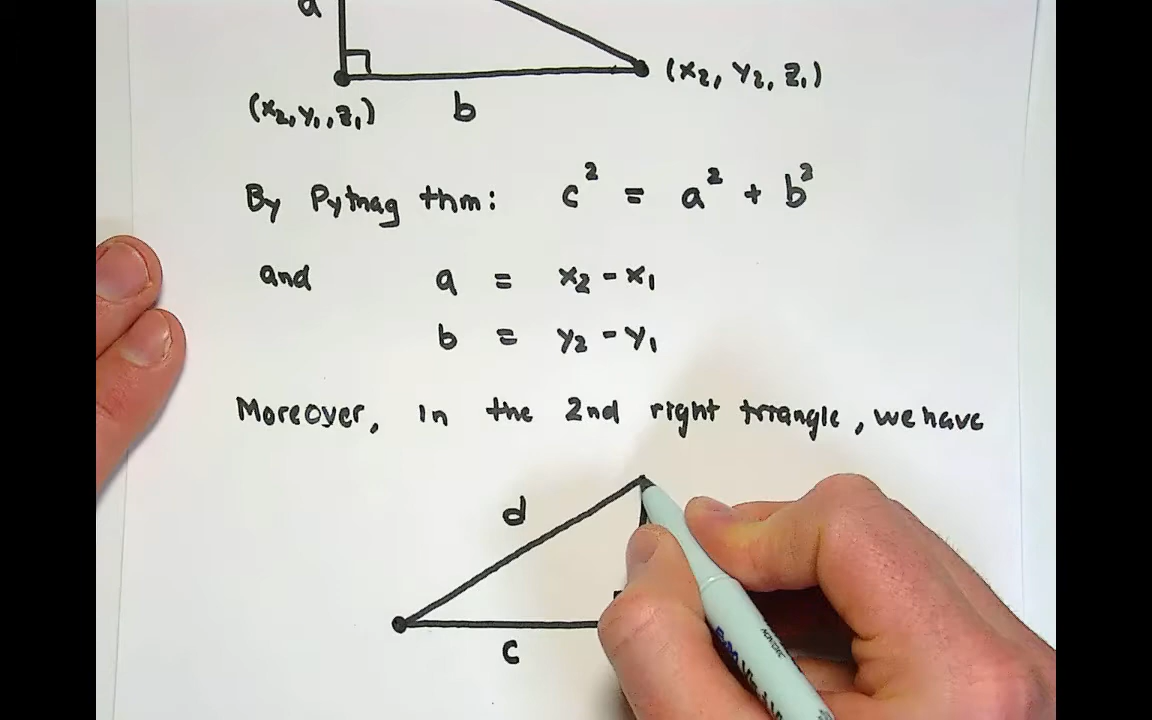 a
(x₂, y₂, z₁)
(x₂, y₁, z₁) b
By Pythag thm: c² = a² + b²
and a = x₂ - x₁
b = y₂ - y₁
Moreover, in the 2nd right triangle, we have
d
c